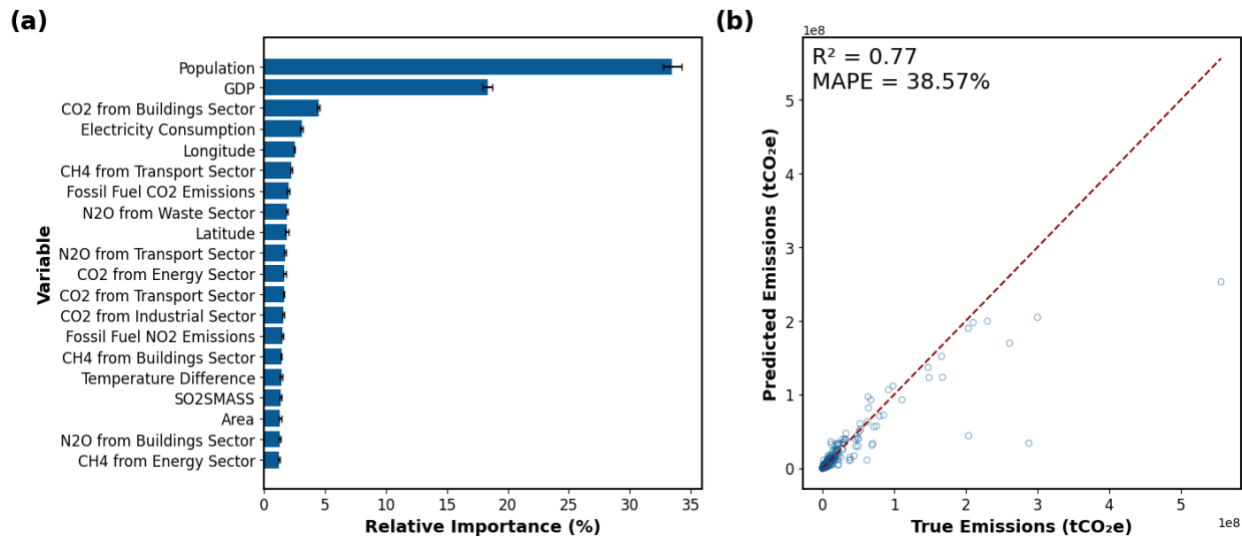 (a)
Variable
Population
GDP
CO2 from Buildings Sector
Electricity Consumption
Longitude
CH4 from Transport Sector
Fossil Fuel CO2 Emissions
N2O from Waste Sector
Latitude
N2O from Transport Sector
CO2 from Energy Sector
CO2 from Transport Sector
CO2 from Industrial Sector
Fossil Fuel NO2 Emissions
CH4 from Buildings Sector
Temperature Difference
SO2SMASS
Area
N2O from Buildings Sector
CH4 from Energy Sector
0 5 10 15 20 25 30 35
Relative Importance (%)
(b)
1e8
R² = 0.77
MAPE = 38.57%
Predicted Emissions (tCO₂e)
5
4
3
2
1
0
0 1 2 3 4 5
1e8
True Emissions (tCO₂e)